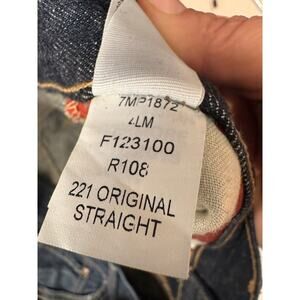 7MP1872
4LM
F123100
R108
221 ORIGINAL
STRAIGHT